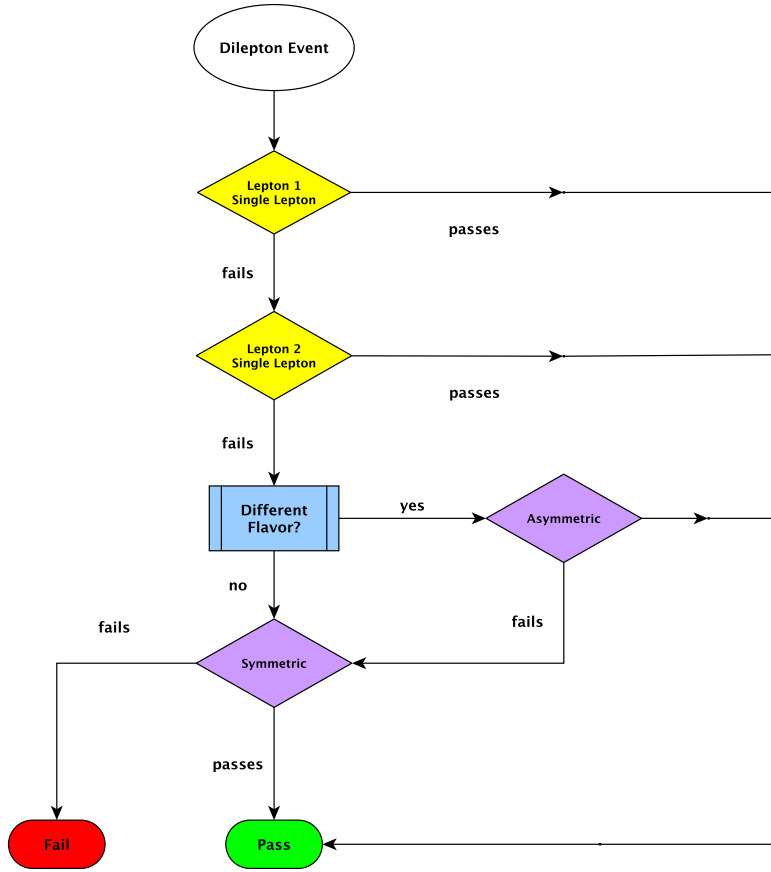 Dilepton Event
Lepton 1
Single Lepton
passes
fails
Lepton 2
Single Lepton
passes
fails
Different
Flavor?
yes
Asymmetric
no
fails
fails
Symmetric
passes
Fail
Pass